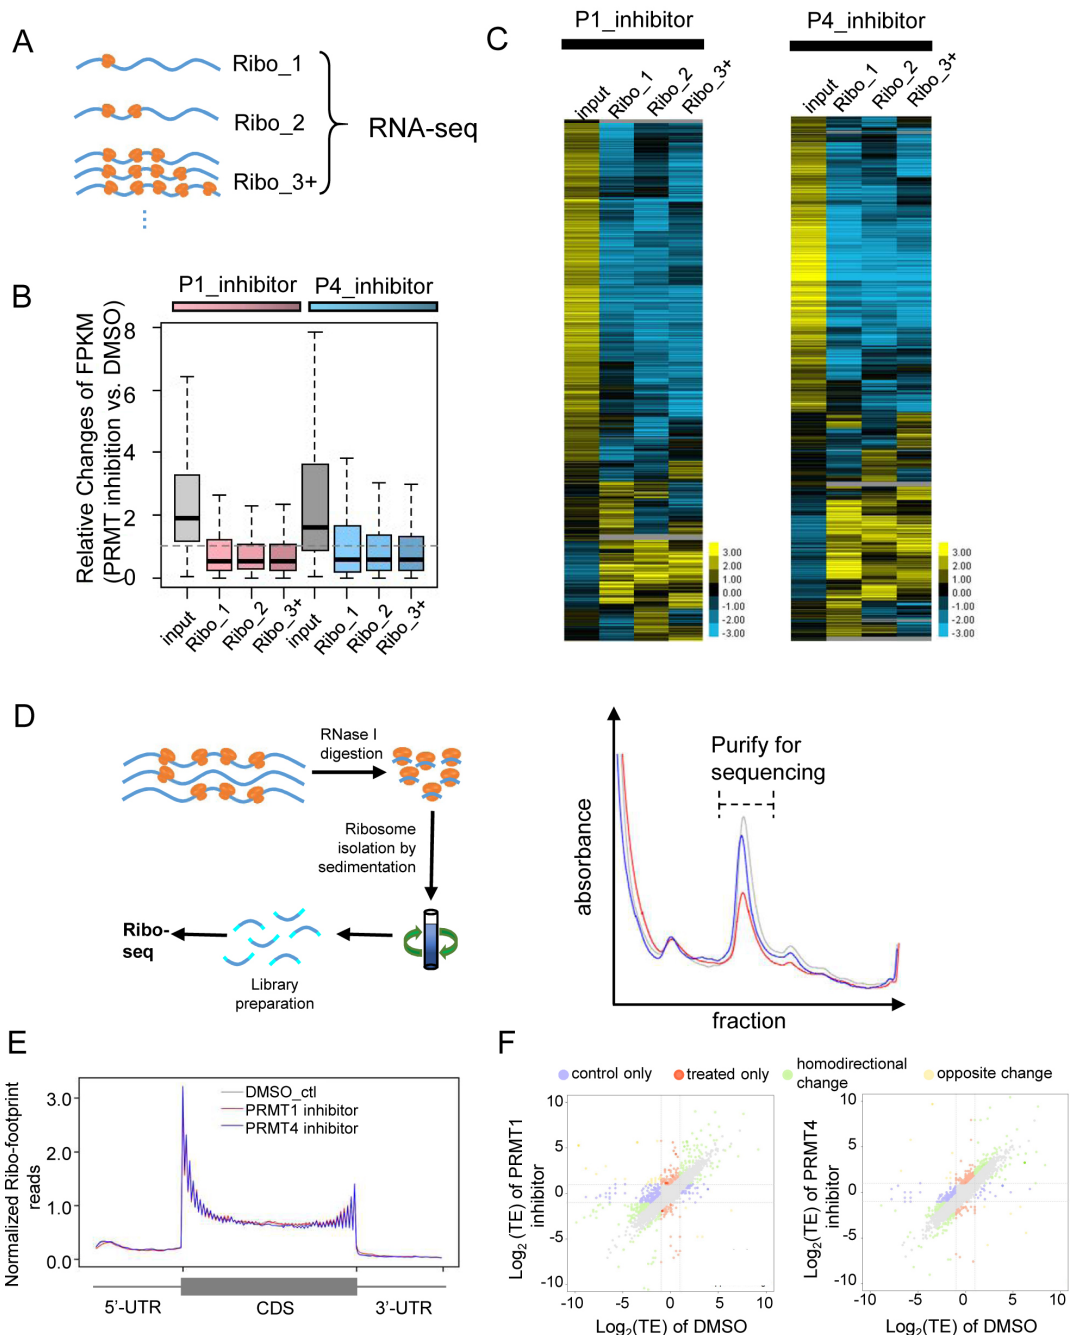 A
Ribo_1
Ribo_2
Ribo_3+
RNA-seq
B
P1_inhibitor
P4_inhibitor
Relative Changes of FPKM
(PRMT inhibition vs. DMSO)
8
6
4
2
0
input
Ribo_1
Ribo_2
Ribo_3+
input
Ribo_1
Ribo_2
Ribo_3+
C
P1_inhibitor
input
Ribo_1
Ribo_2
Ribo_3+
3.00
2.00
1.00
0.00
-1.00
-2.00
-3.00
P4_inhibitor
input
Ribo_1
Ribo_2
Ribo_3+
3.00
2.00
1.00
0.00
-1.00
-2.00
-3.00
D
RNase I
digestion
Ribosome
isolation by
sedimentation
Library
preparation
Ribo-
seq
Purify for
sequencing
absorbance
fraction
E
Normalized Ribo-footprint
reads
3.0
2.0
1.0
0.0
DMSO_ctl
PRMT1 inhibitor
PRMT4 inhibitor
5'-UTR
CDS
3'-UTR
F
control only
treated only
homodirectional
change
opposite change
Log2 (TE) of PRMT1
inhibitor
10
5
0
-5
-10
-10
-5
0
5
10
Log2 (TE) of PRMT4
inhibitor
10
5
0
-5
-10
-10
-5
0
5
10
Log2(TE) of DMSO